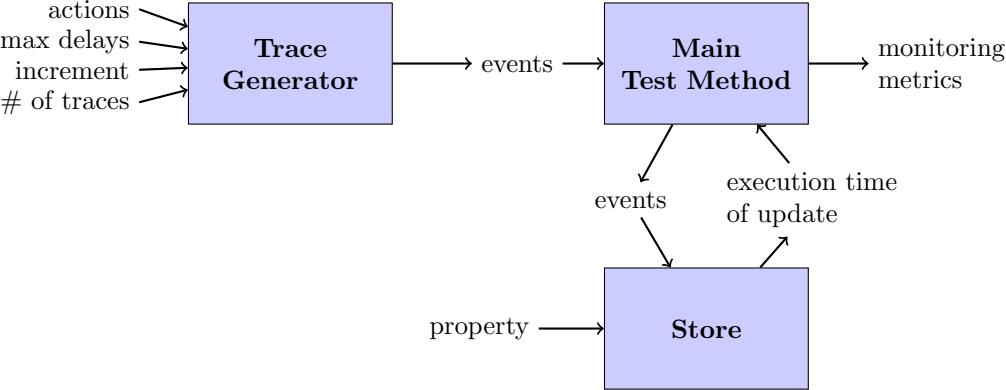 actions
max delays
increment
# of traces
Trace
Generator
events
Main
Test Method
monitoring
metrics
events
execution time
of update
property
Store